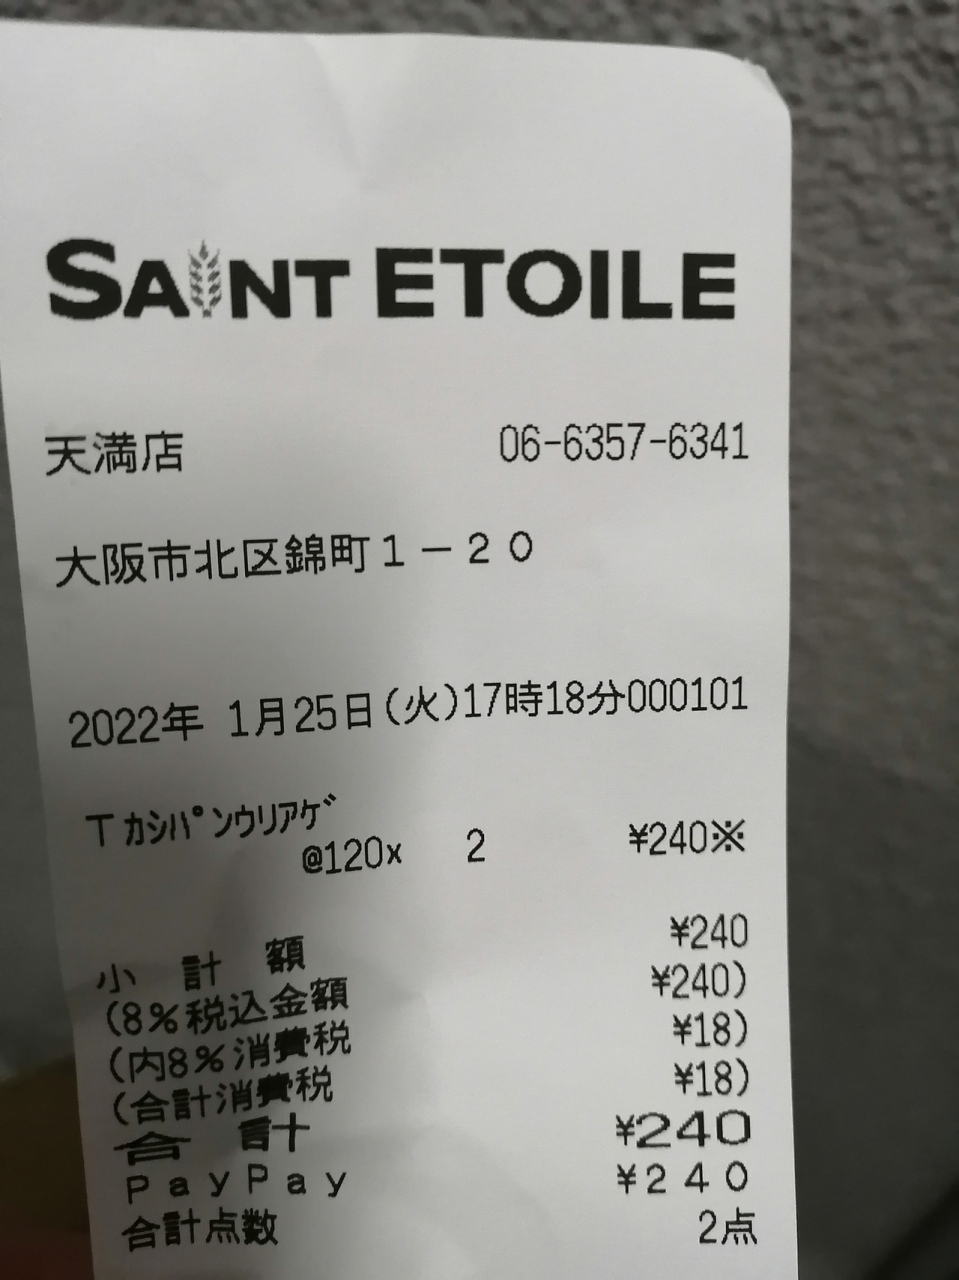 SAINT ETOILE
天満店 06-6357-6341
大阪市北区錦町１－２０
2022年 1月25日(火)17時18分000101
Tｶｼﾊﾟﾝｳﾘｱｹﾞ
@120x 2 ¥240※
小計額 ¥240
(8%税込金額 ¥240)
(内8%消費税 ¥18)
(合計消費税 ¥18)
合計 ¥240
ＰａｙＰａｙ ¥２４０
合計点数 2点